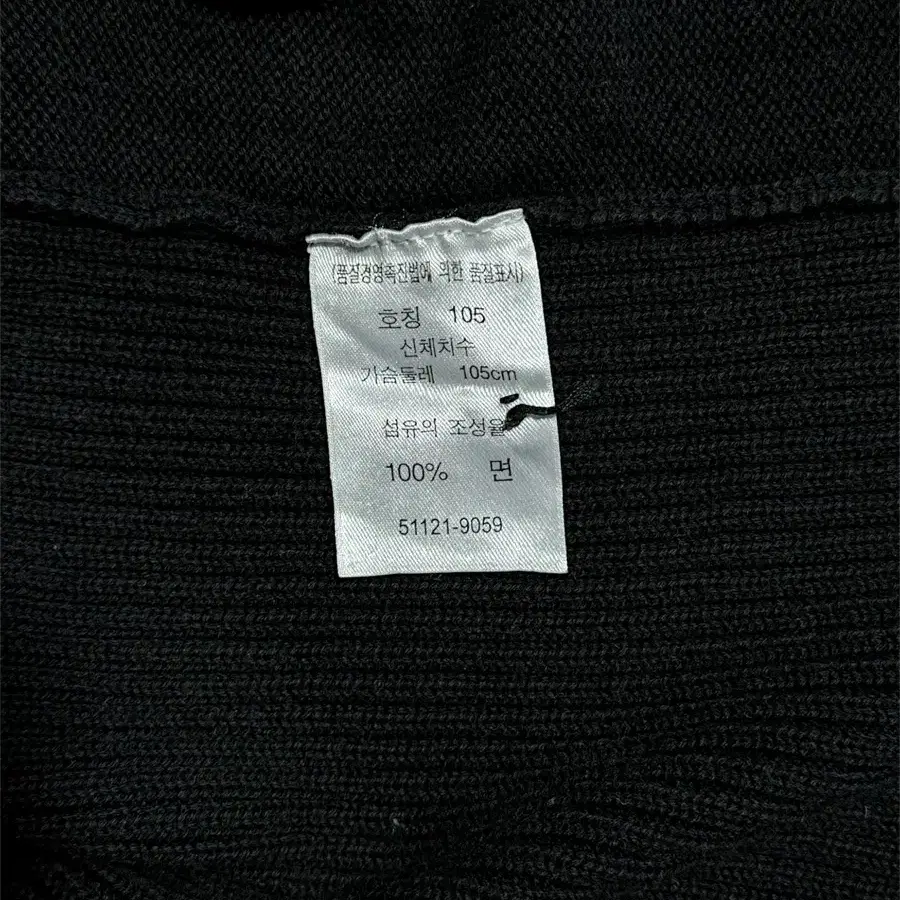 (품질경영촉진법에 의한 품질표시)
호칭 105
신체치수
가슴둘레 105cm
섬유의 조성율
100% 면
51121-9059